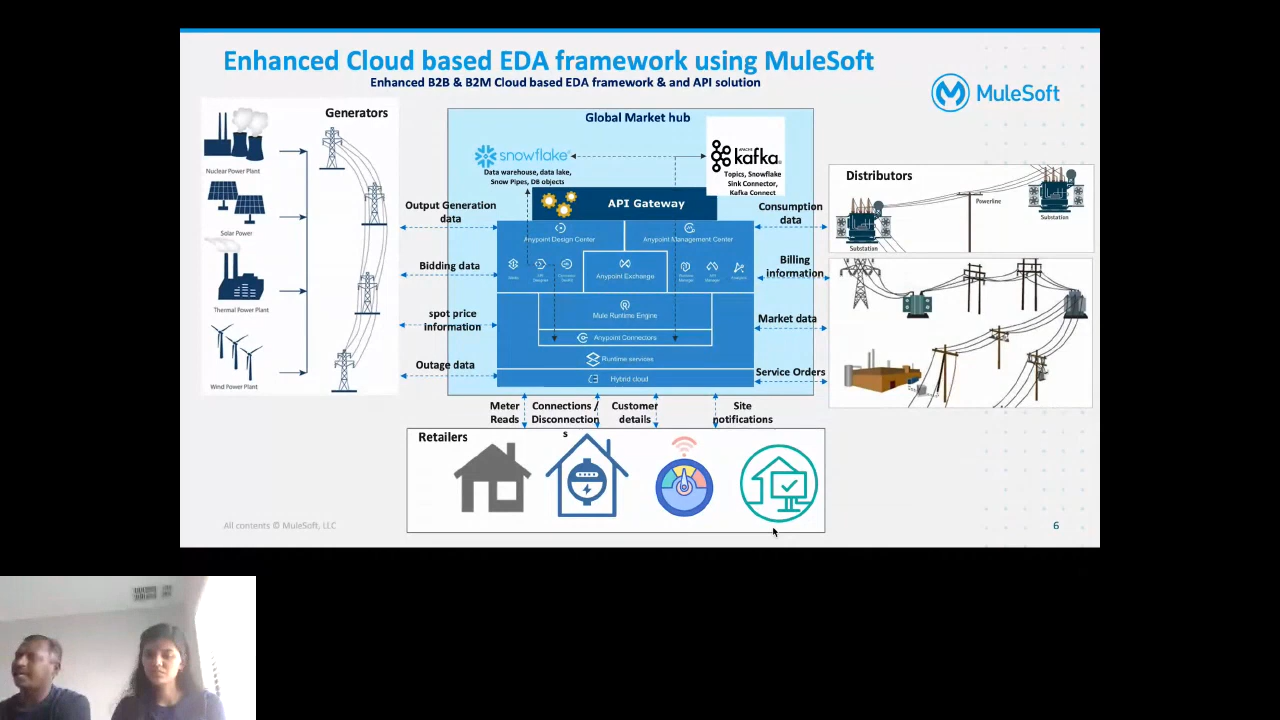 Enhanced Cloud based EDA framework using MuleSoft
Enhanced B2B & B2M Cloud based EDA framework & and API solution
MuleSoft
Generators
Nuclear Power Plant
Solar Power
Thermal Power Plant
Wind Power Plant
Output Generation
data
Bidding data
spot price
information
Outage data
Global Market hub
snowflake
Data warehouse, data lake,
Snow Pipes, DB objects
APACHE
kafka
Topics, Snowflake
Sink Connector,
Kafka Connect
API Gateway
Anypoint Design Center
Anypoint Management Center
Anypoint Exchange
Mule Runtime Engine
Anypoint Connectors
Runtime services
Hybrid cloud
Consumption
data
Billing
information
Market data
Service Orders
Distributors
Powerline
Substation
Substation
Meter
Reads
Connections /
Disconnection
s
Customer
details
Site
notifications
Retailers
All contents © MuleSoft, LLC
6